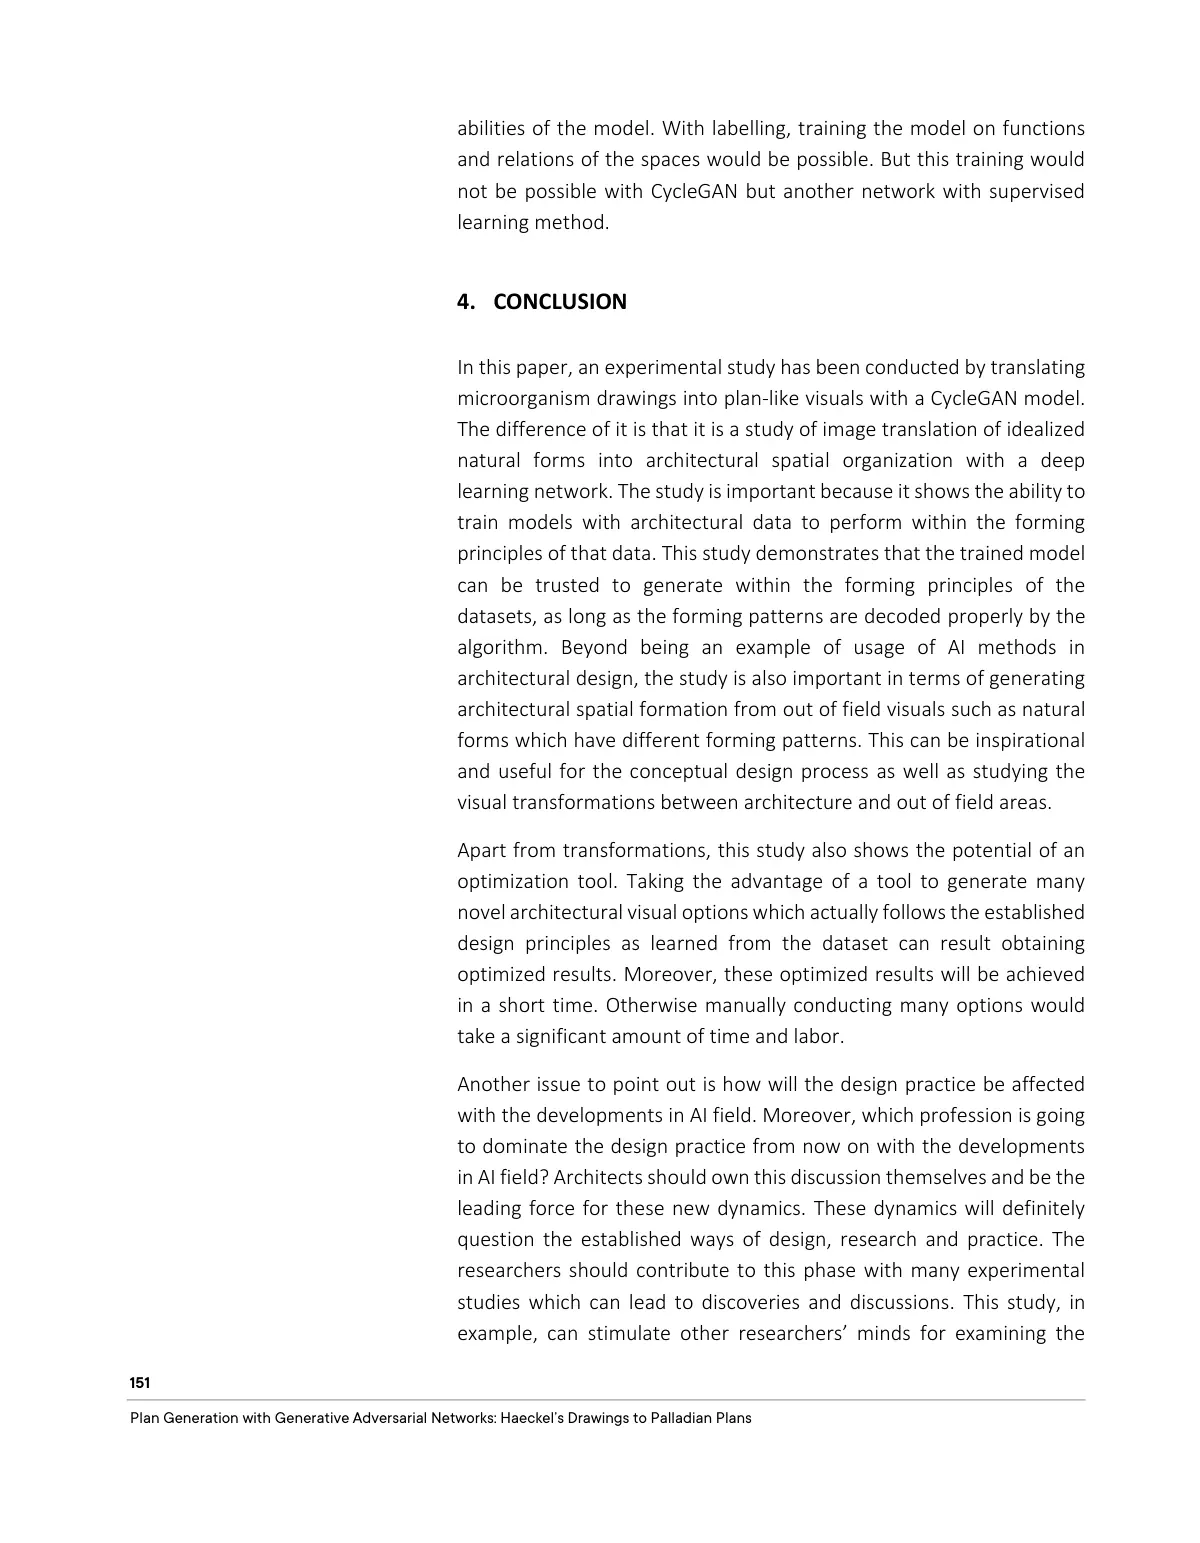 abilities of the model. With labelling, training the model on functions
and relations of the spaces would be possible. But this training would
not be possible with CycleGAN but another network with supervised
learning method.
4. CONCLUSION
In this paper, an experimental study has been conducted by translating
microorganism drawings into plan-like visuals with a CycleGAN model.
The difference of it is that it is a study of image translation of idealized
natural forms into architectural spatial organization with a deep
learning network. The study is important because it shows the ability to
train models with architectural data to perform within the forming
principles of that data. This study demonstrates that the trained model
can be trusted to generate within the forming principles of the
datasets, as long as the forming patterns are decoded properly by the
algorithm. Beyond being an example of usage of AI methods in
architectural design, the study is also important in terms of generating
architectural spatial formation from out of field visuals such as natural
forms which have different forming patterns. This can be inspirational
and useful for the conceptual design process as well as studying the
visual transformations between architecture and out of field areas.
Apart from transformations, this study also shows the potential of an
optimization tool. Taking the advantage of a tool to generate many
novel architectural visual options which actually follows the established
design principles as learned from the dataset can result obtaining
optimized results. Moreover, these optimized results will be achieved
in a short time. Otherwise manually conducting many options would
take a significant amount of time and labor.
Another issue to point out is how will the design practice be affected
with the developments in AI field. Moreover, which profession is going
to dominate the design practice from now on with the developments
in AI field? Architects should own this discussion themselves and be the
leading force for these new dynamics. These dynamics will definitely
question the established ways of design, research and practice. The
researchers should contribute to this phase with many experimental
studies which can lead to discoveries and discussions. This study, in
example, can stimulate other researchers’ minds for examining the
151
Plan Generation with Generative Adversarial Networks: Haeckel’s Drawings to Palladian Plans